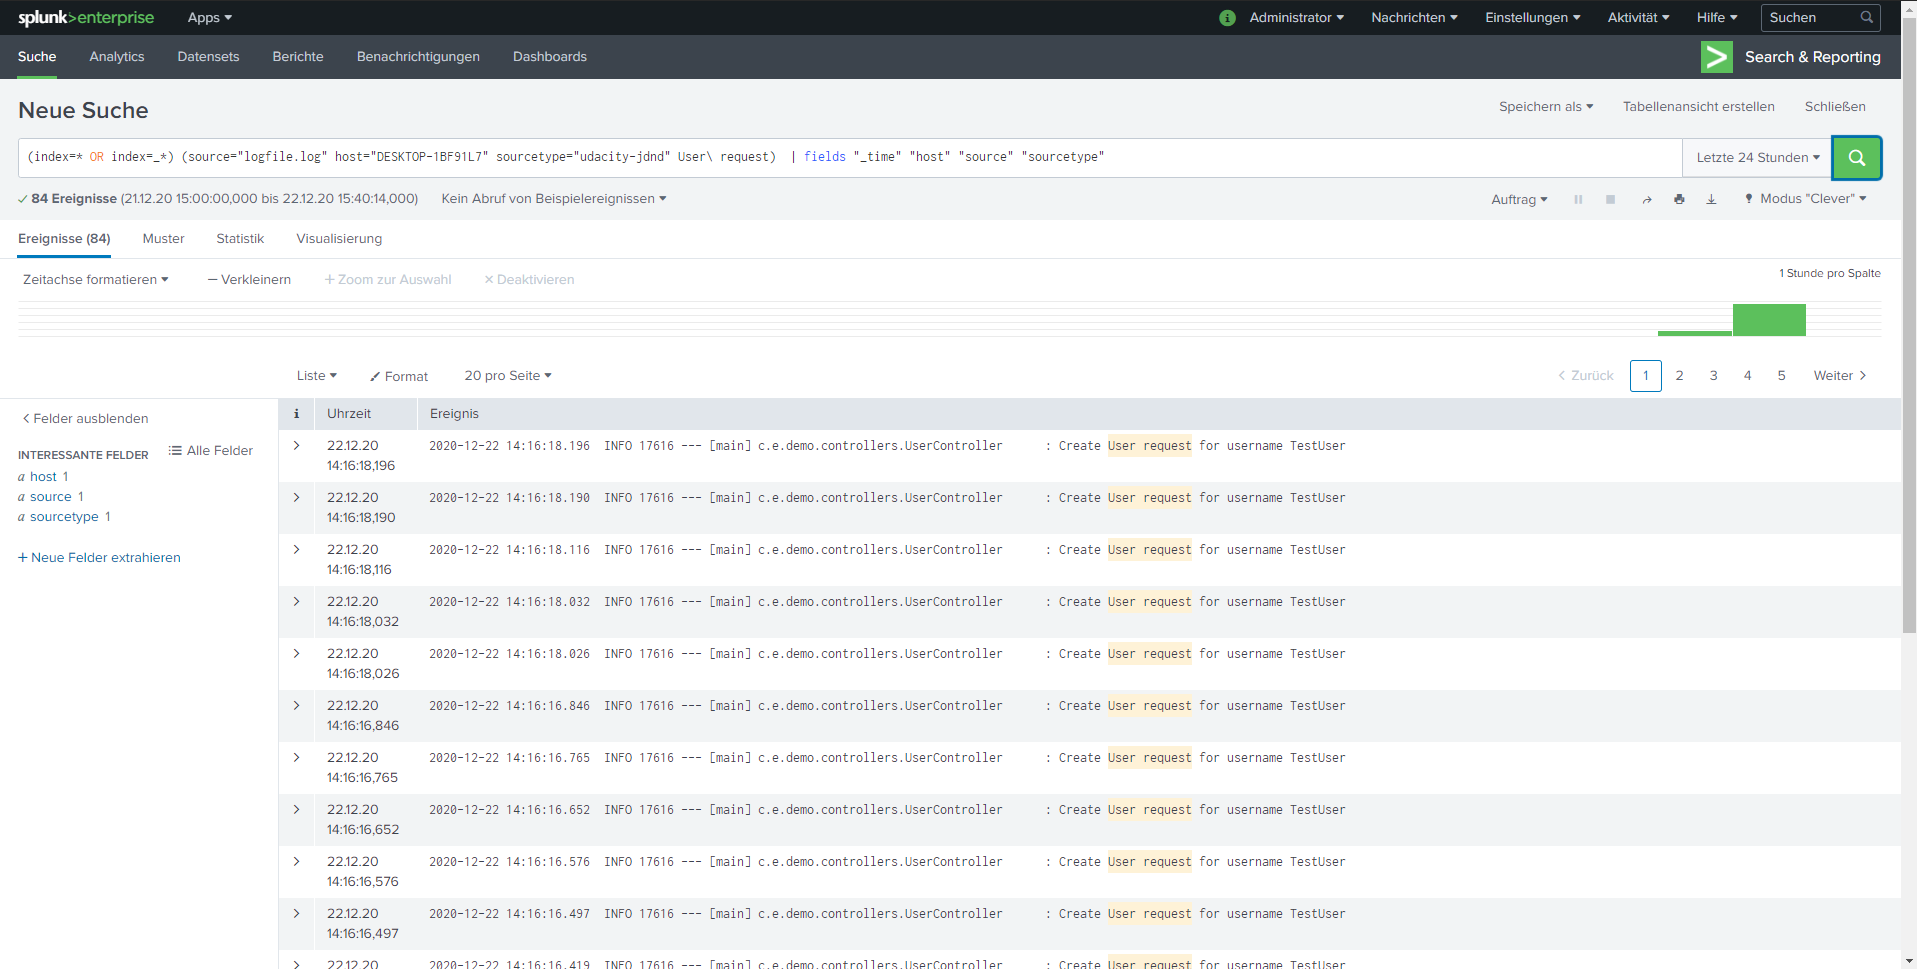 splunk>enterprise Apps Administrator Nachrichten Einstellungen Aktivität Hilfe Suchen
Suche Analytics Datensets Berichte Benachrichtigungen Dashboards Search & Reporting
Neue Suche Speichern als Tabellenansicht erstellen Schließen
(index=* OR index=_*) (source="logfile.log" host="DESKTOP-1BF91L7" sourcetype="udacity-jdnd" User\ request) | fields "_time" "host" "source" "sourcetype" Letzte 24 Stunden
84 Ereignisse (21.12.20 15:00:00,000 bis 22.12.20 15:40:14,000) Kein Abruf von Beispielereignissen Auftrag Modus "Clever"
Ereignisse (84) Muster Statistik Visualisierung
Zeitachse formatieren — Verkleinern + Zoom zur Auswahl × Deaktivieren 1 Stunde pro Spalte
Liste Format 20 pro Seite < Zurück 1 2 3 4 5 Weiter >
< Felder ausblenden
INTERESSANTE FELDER Alle Felder
a host 1
a source 1
a sourcetype 1
+ Neue Felder extrahieren
i Uhrzeit Ereignis
> 22.12.20 2020-12-22 14:16:18.196 INFO 17616 --- [main] c.e.demo.controllers.UserController : Create User request for username TestUser
14:16:18,196
> 22.12.20 2020-12-22 14:16:18.190 INFO 17616 --- [main] c.e.demo.controllers.UserController : Create User request for username TestUser
14:16:18,190
> 22.12.20 2020-12-22 14:16:18.116 INFO 17616 --- [main] c.e.demo.controllers.UserController : Create User request for username TestUser
14:16:18,116
> 22.12.20 2020-12-22 14:16:18.032 INFO 17616 --- [main] c.e.demo.controllers.UserController : Create User request for username TestUser
14:16:18,032
> 22.12.20 2020-12-22 14:16:18.026 INFO 17616 --- [main] c.e.demo.controllers.UserController : Create User request for username TestUser
14:16:18,026
> 22.12.20 2020-12-22 14:16:16.846 INFO 17616 --- [main] c.e.demo.controllers.UserController : Create User request for username TestUser
14:16:16,846
> 22.12.20 2020-12-22 14:16:16.765 INFO 17616 --- [main] c.e.demo.controllers.UserController : Create User request for username TestUser
14:16:16,765
> 22.12.20 2020-12-22 14:16:16.652 INFO 17616 --- [main] c.e.demo.controllers.UserController : Create User request for username TestUser
14:16:16,652
> 22.12.20 2020-12-22 14:16:16.576 INFO 17616 --- [main] c.e.demo.controllers.UserController : Create User request for username TestUser
14:16:16,576
> 22.12.20 2020-12-22 14:16:16.497 INFO 17616 --- [main] c.e.demo.controllers.UserController : Create User request for username TestUser
14:16:16,497
> 22.12.20 2020-12-22 14:16:16.419 INFO 17616 --- [main] c.e.demo.controllers.UserController : Create User request for username TestUser